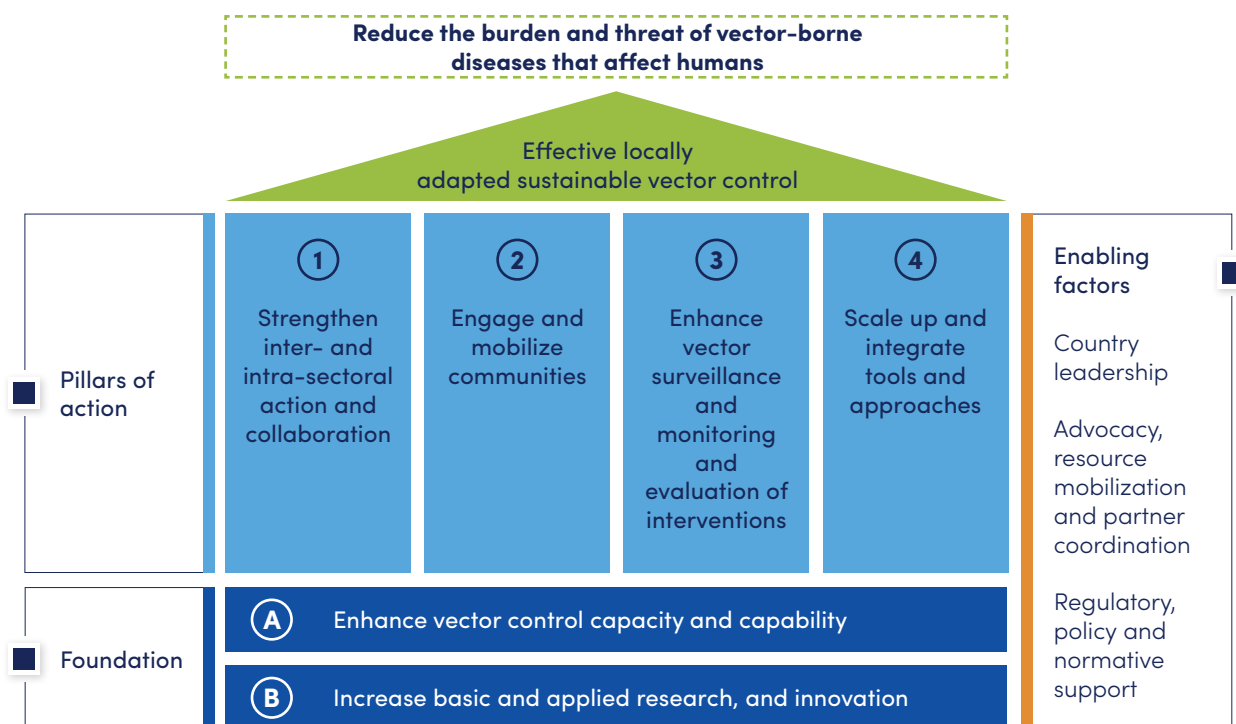 Reduce the burden and threat of vector-borne
diseases that affect humans
Effective locally
adapted sustainable vector control
Pillars of
action
1
Strengthen
inter- and
intra-sectoral
action and
collaboration
2
Engage and
mobilize
communities
3
Enhance
vector
surveillance
and
monitoring
and
evaluation of
interventions
4
Scale up and
integrate
tools and
approaches
Foundation
A
Enhance vector control capacity and capability
B
Increase basic and applied research, and innovation
Enabling
factors
Country
leadership
Advocacy,
resource
mobilization
and partner
coordination
Regulatory,
policy and
normative
support